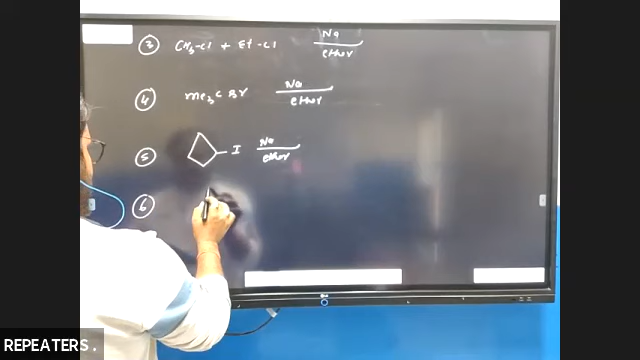 ③ CH3-Cl + Et-Cl Na/ether
④ me3C Br Na/ether
⑤ I Na/ether
⑥
REPEATERS.